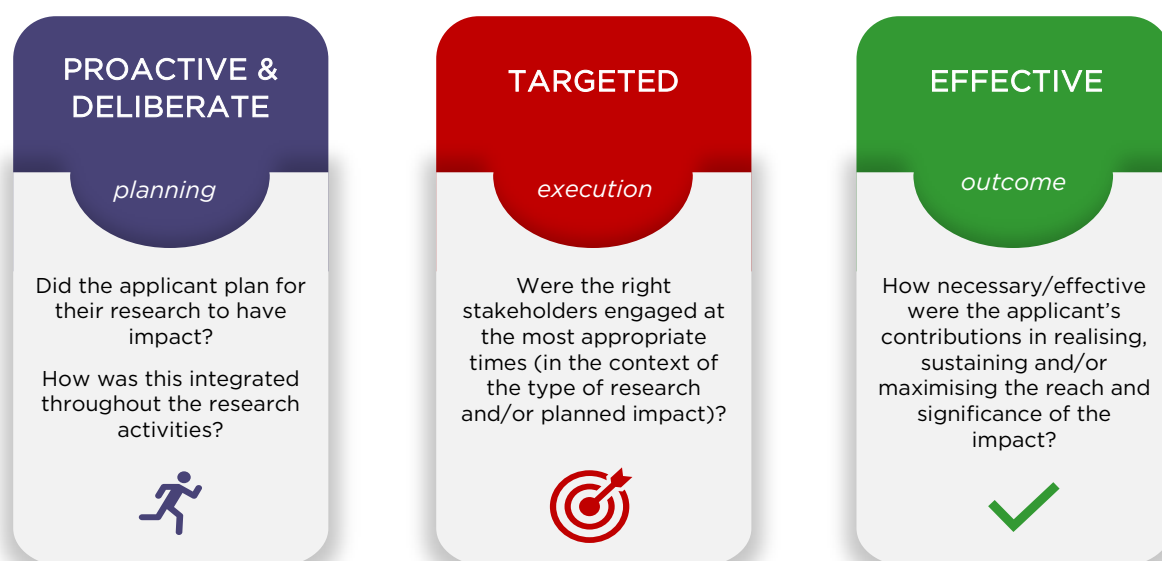 PROACTIVE &
DELIBERATE
planning
Did the applicant plan for
their research to have
impact?
How was this integrated
throughout the research
activities?
TARGETED
execution
Were the right
stakeholders engaged at
the most appropriate
times (in the context of
the type of research
and/or planned impact)?
EFFECTIVE
outcome
How necessary/effective
were the applicant’s
contributions in realising,
sustaining and/or
maximising the reach and
significance of the
impact?